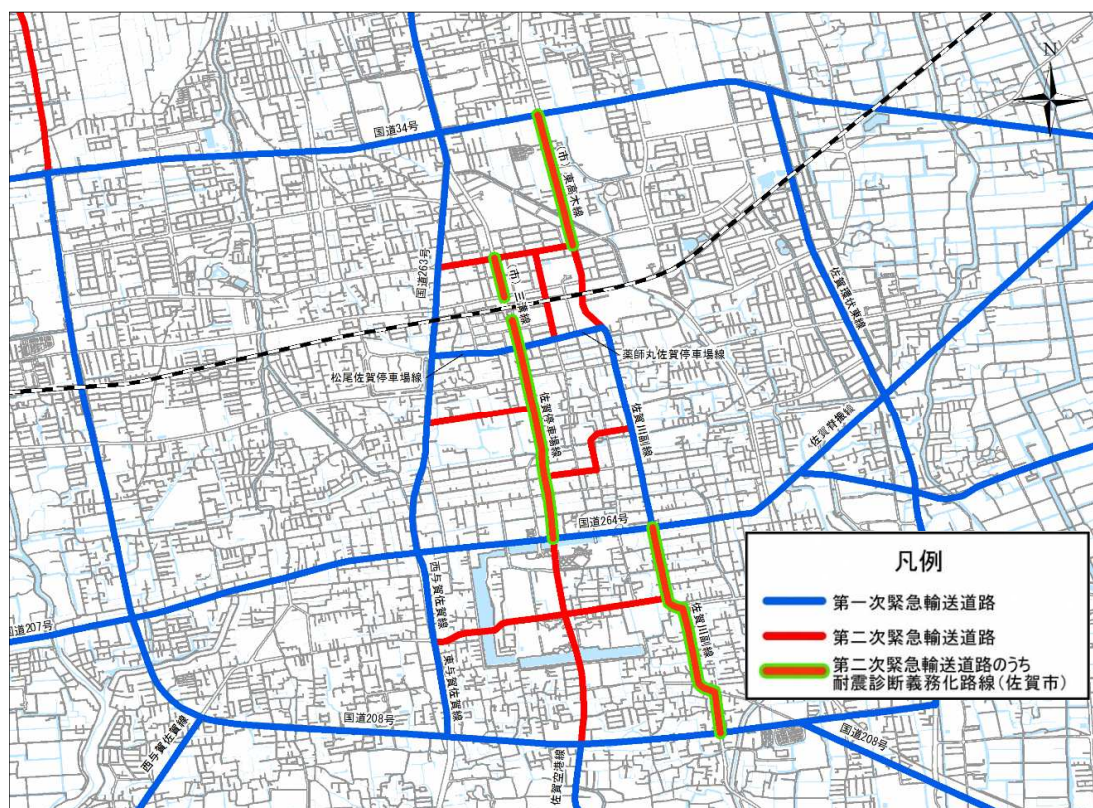 N
国道34号
(市)東高木線
国道263号
(市)三溝線
佐賀環状東線
松尾佐賀停車場線
薬師丸佐賀停車場線
佐賀停車場線
佐賀川副線
国道264号
西与賀佐賀線
佐賀川副線
国道207号
東与賀佐賀線
国道208号
西与賀佐賀線
佐賀空港線
国道208号
凡例
第一次緊急輸送道路
第二次緊急輸送道路
第二次緊急輸送道路のうち
耐震診断義務化路線(佐賀市)